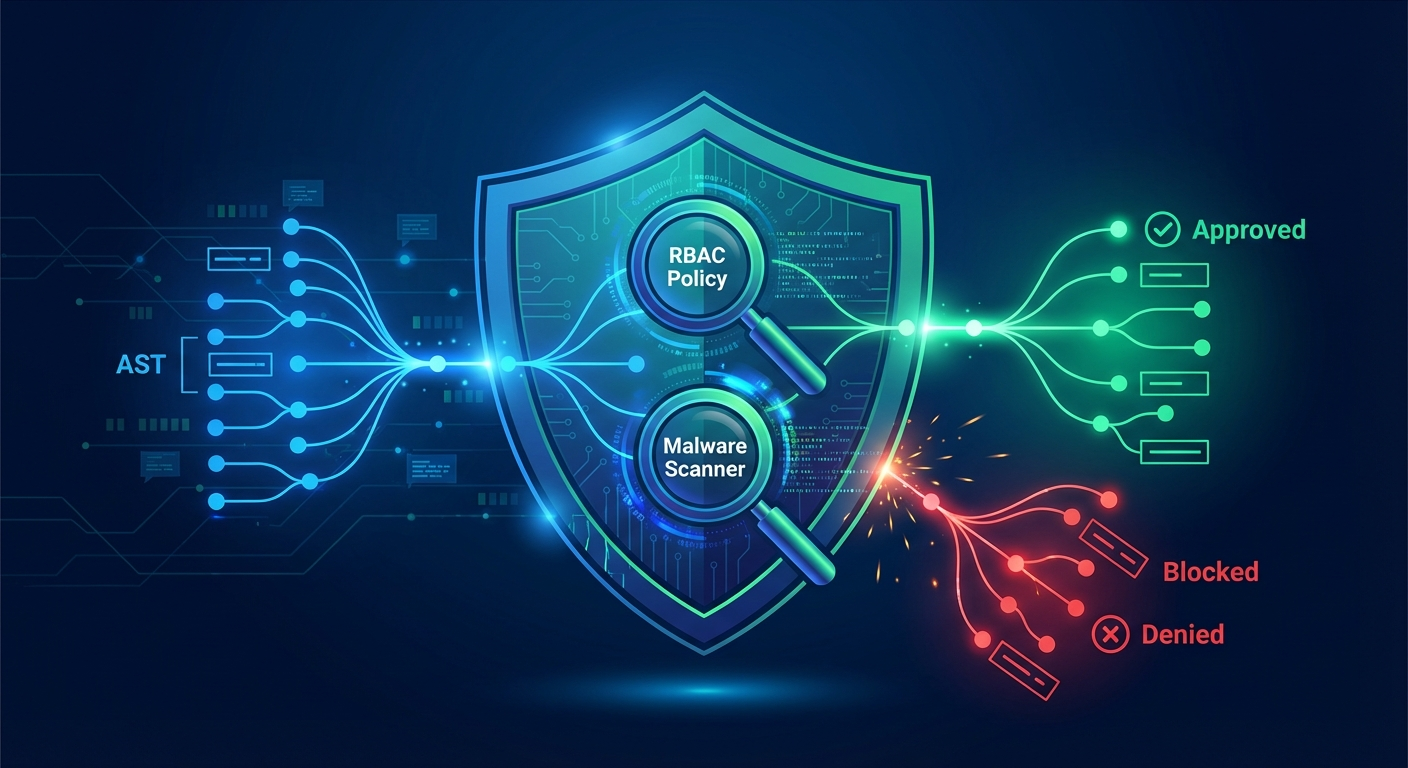 RBAC
Policy
Approved
AST
Malware
Scanner
Blocked
Denied